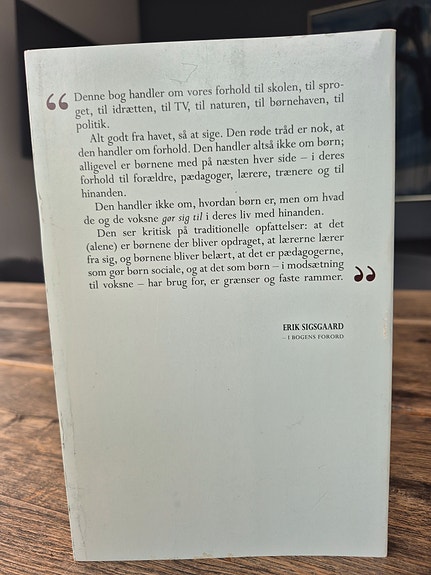 “ Denne bog handler om vores forhold til skolen, til spro-
get, til idrætten, til TV, til naturen, til børnehaven, til
politik.
Alt godt fra havet, så at sige. Den røde tråd er nok, at
den handler om forhold. Den handler altså ikke om børn;
alligevel er børnene med på næsten hver side – i deres
forhold til forældre, pædagoger, lærere, trænere og til
hinanden.
Den handler ikke om, hvordan børn er, men om hvad
de og de voksne gør sig til i deres liv med hinanden.
Den ser kritisk på traditionelle opfattelser: at det
(alene) er børnene der bliver opdraget, at lærerne lærer
fra sig, og børnene bliver belært, at det er pædagogerne,
som gør børn sociale, og at det som børn – i modsætning
til voksne – har brug for, er grænser og faste rammer. ”
ERIK SIGSGAARD
– I BOGENS FORORD